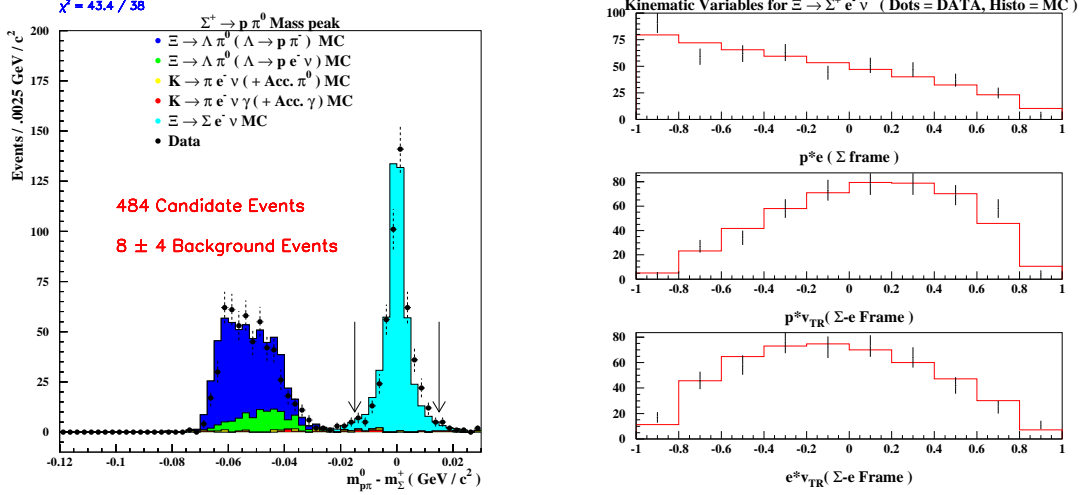 χ² = 43.4 / 38
Σ⁺ → p π⁰ Mass peak
Ξ → Λ π⁰ ( Λ → p π⁻ ) MC
Ξ → Λ π⁰ ( Λ → p e⁻ ν ) MC
K → π e⁻ ν ( + Acc. π⁰ ) MC
K → π e⁻ ν γ ( + Acc. γ ) MC
Ξ → Σ e⁻ ν MC
Data
484 Candidate Events
8 ± 4 Background Events
Events / .0025 GeV / c²
200
175
150
125
100
75
50
25
0
-0.12 -0.1 -0.08 -0.06 -0.04 -0.02 0 0.02
m⁰pπ - m⁺Σ ( GeV / c² )
Kinematic Variables for Ξ → Σ⁺ e⁻ ν ( Dots = DATA, Histo = MC )
100
75
50
25
0
-1 -0.8 -0.6 -0.4 -0.2 0 0.2 0.4 0.6 0.8 1
p*e ( Σ frame )
80
60
40
20
0
-1 -0.8 -0.6 -0.4 -0.2 0 0.2 0.4 0.6 0.8 1
p*v_TR( Σ-e Frame )
80
60
40
20
0
-1 -0.8 -0.6 -0.4 -0.2 0 0.2 0.4 0.6 0.8 1
e*v_TR( Σ-e Frame )